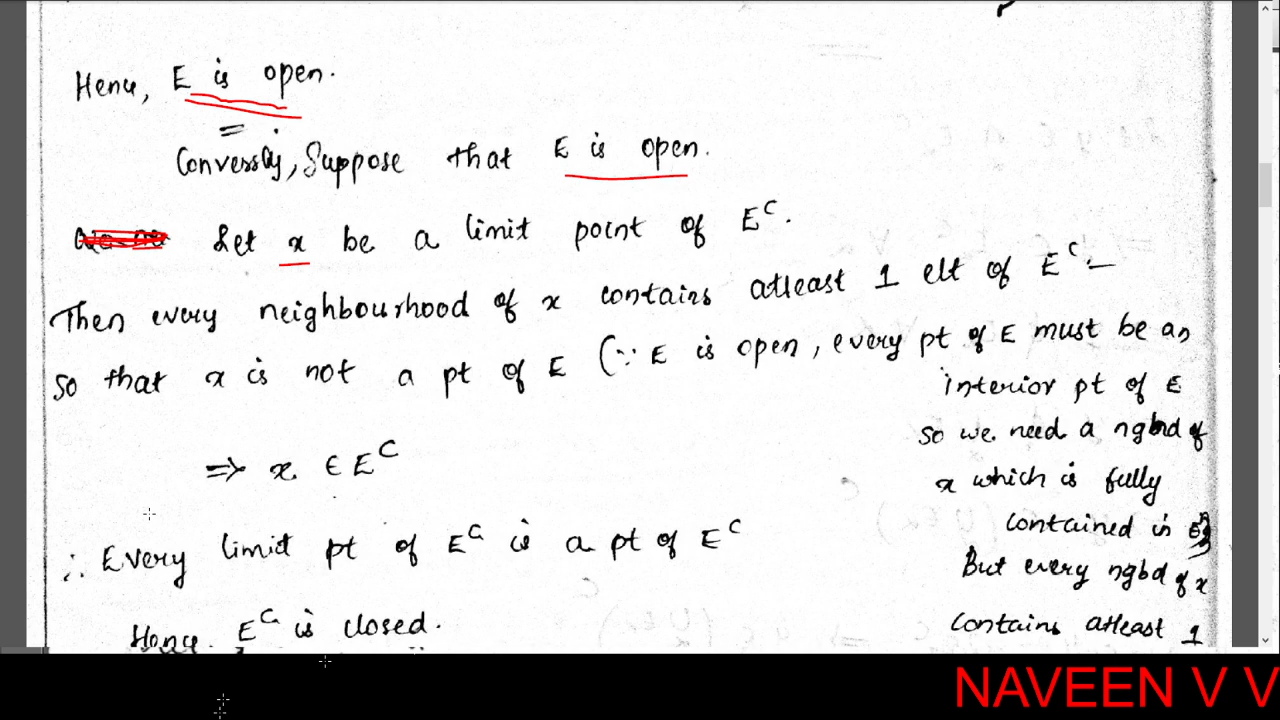 Hence, E is open.
Conversely, Suppose that E is open.
Let x be a limit point of E^C.
Then every neighbourhood of x contains atleast 1 elt of E^C.
So that x is not a pt of E (∵ E is open, every pt of E must be an
interior pt of E
So we need a ngbd of
x which is fully
contained in E
But every ngbd of x
contains atleast 1
⇒ x ∈ E^C
∴ Every limit pt of E^C is a pt of E^C
Hence, E^C is closed.
NAVEEN V V